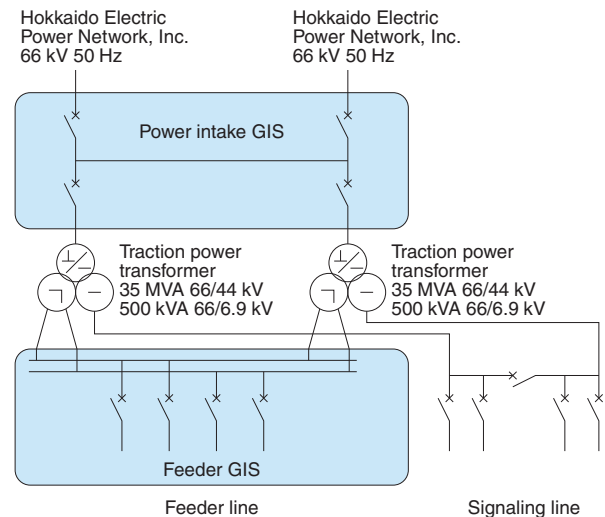 Hokkaido Electric
Power Network, Inc.
66 kV 50 Hz
Hokkaido Electric
Power Network, Inc.
66 kV 50 Hz
Power intake GIS
Traction power
transformer
35 MVA 66/44 kV
500 kVA 66/6.9 kV
Traction power
transformer
35 MVA 66/44 kV
500 kVA 66/6.9 kV
Feeder GIS
Feeder line
Signaling line